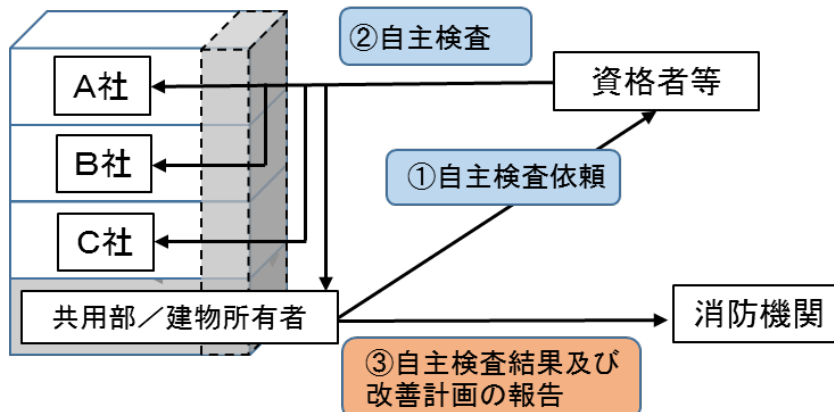 ②自主検査
A社
資格者等
B社
①自主検査依頼
C社
共用部/建物所有者
消防機関
③自主検査結果及び
改善計画の報告